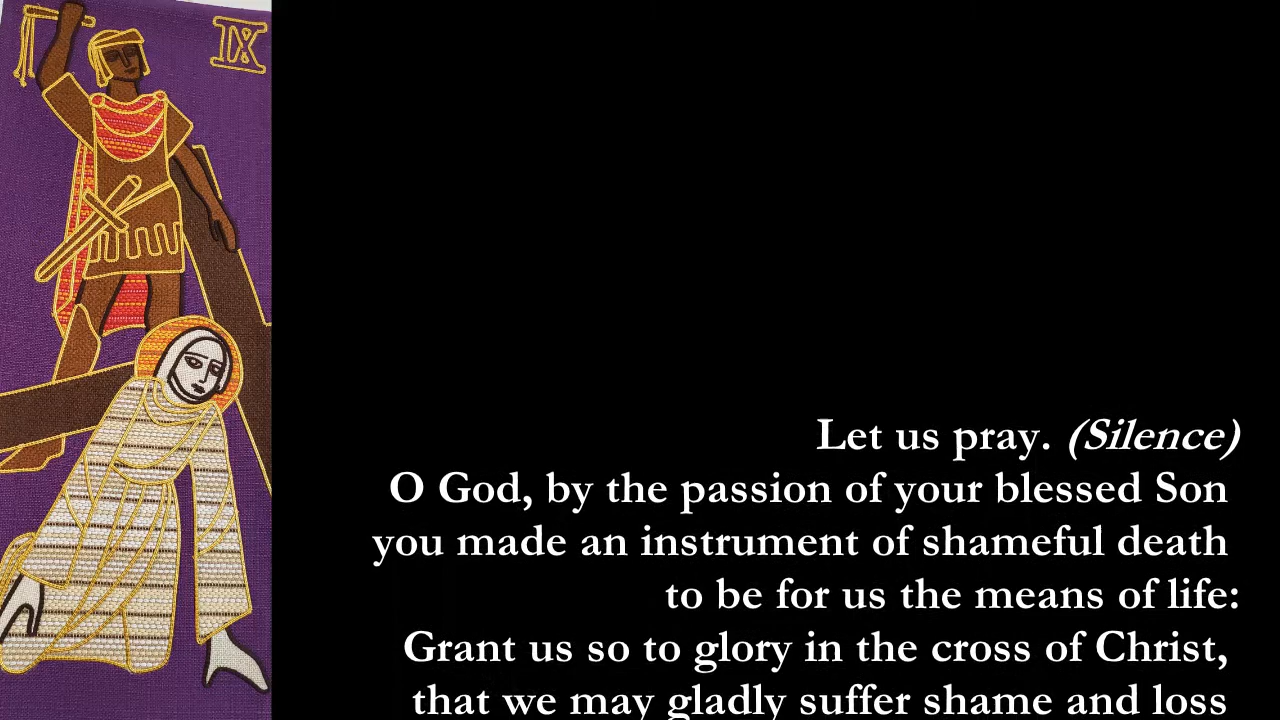 IX
Let us pray. (Silence)
O God, by the passion of your blessed Son
you made an instrument of shameful death
to be for us the means of life:
Grant us so to glory in the cross of Christ,
that we may gladly suffer shame and loss